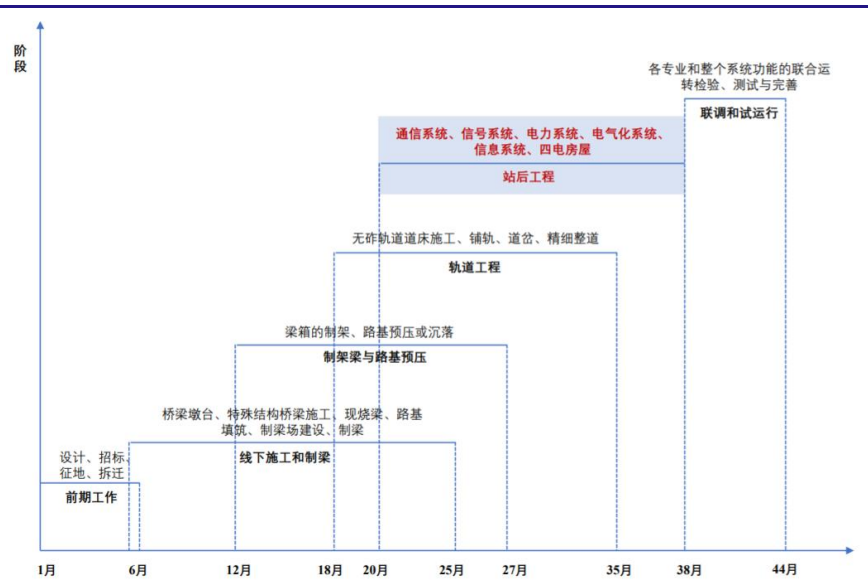 阶
段
各专业和整个系统功能的联合运
转检验、测试与完善
联调和试运行
通信系统、信号系统、电力系统、电气化系统、
信息系统、四电房屋
站后工程
无砟轨道道床施工、铺轨、道岔、精细整道
轨道工程
梁箱的制架、路基预压或沉落
制架梁与路基预压
桥梁墩台、特殊结构桥梁施工、现烧梁、路基
填筑、制梁场建设、制梁
线下施工和制梁
设计、招标、
征地、拆迁
前期工作
1月 6月 12月 18月 20月 25月 27月 35月 38月 44月